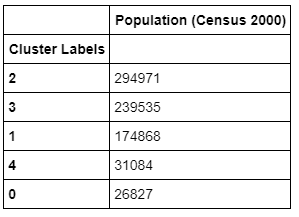 Population (Census 2000)
Cluster Labels
2 294971
3 239535
1 174868
4 31084
0 26827